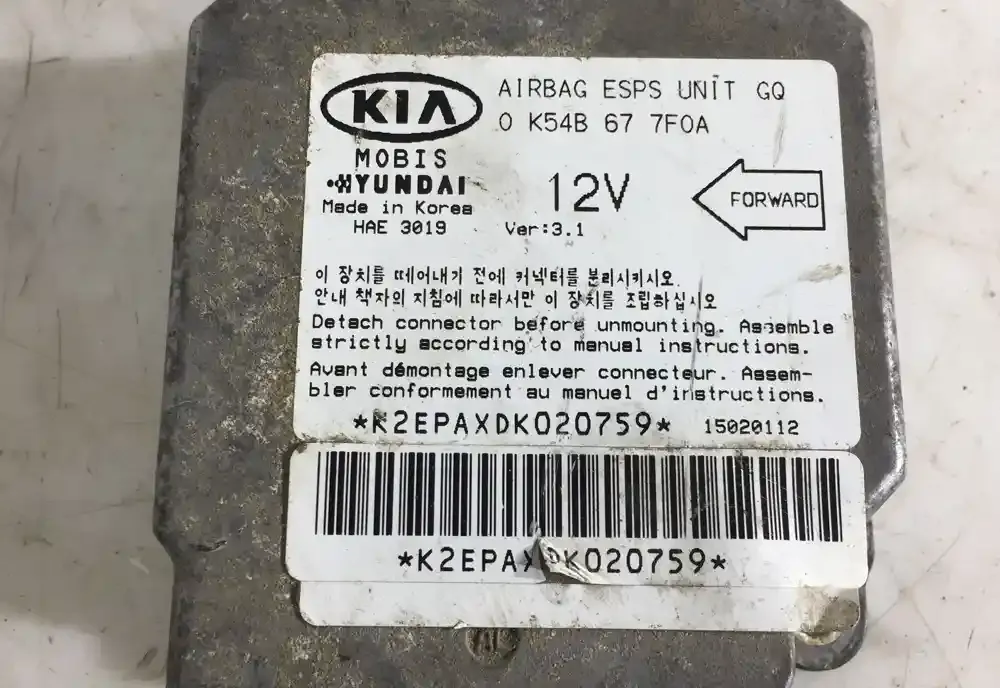 KIA
AIRBAG ESPS UNIT GQ
0 K54B 67 7F0A
MOBIS
HYUNDAI
12V
FORWARD
Made in Korea
HAE 3019
Ver:3.1
이 장치를 떼어내기 전에 커넥터를 분리시키시오.
안내 책자의 지침에 따라서만 이 장치를 조립하십시오
Detach connector before unmounting. Assemble
strictly according to manual instructions.
Avant démontage enlever connecteur. Assem-
bler conformement au manuel d'instructions.
*K2EPAXDK020759*
15020112
*K2EPAXDK020759*